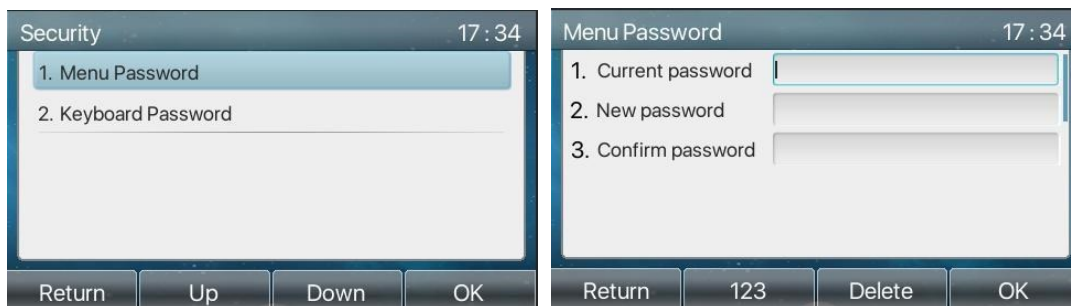 Security 17 : 34
1. Menu Password
2. Keyboard Password
Return Up Down OK
Menu Password 17 : 34
1. Current password
2. New password
3. Confirm password
Return 123 Delete OK